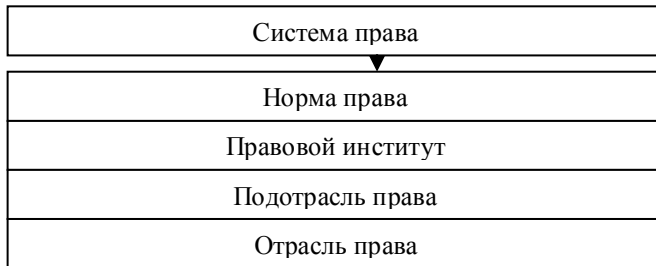 Система права
Норма права
Правовой институт
Подотрасль права
Отрасль права